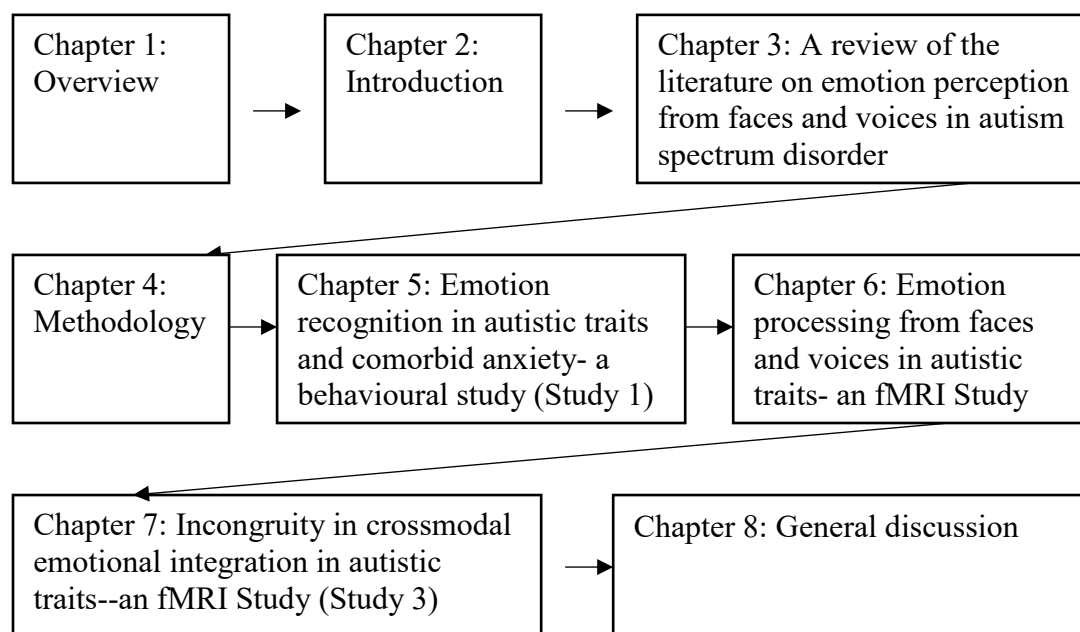 Chapter 1:
Overview
Chapter 2:
Introduction
Chapter 3: A review of the
literature on emotion perception
from faces and voices in autism
spectrum disorder
Chapter 4:
Methodology
Chapter 5: Emotion
recognition in autistic traits
and comorbid anxiety- a
behavioural study (Study 1)
Chapter 6: Emotion
processing from faces
and voices in autistic
traits- an fMRI Study
Chapter 7: Incongruity in crossmodal
emotional integration in autistic
traits--an fMRI Study (Study 3)
Chapter 8: General discussion